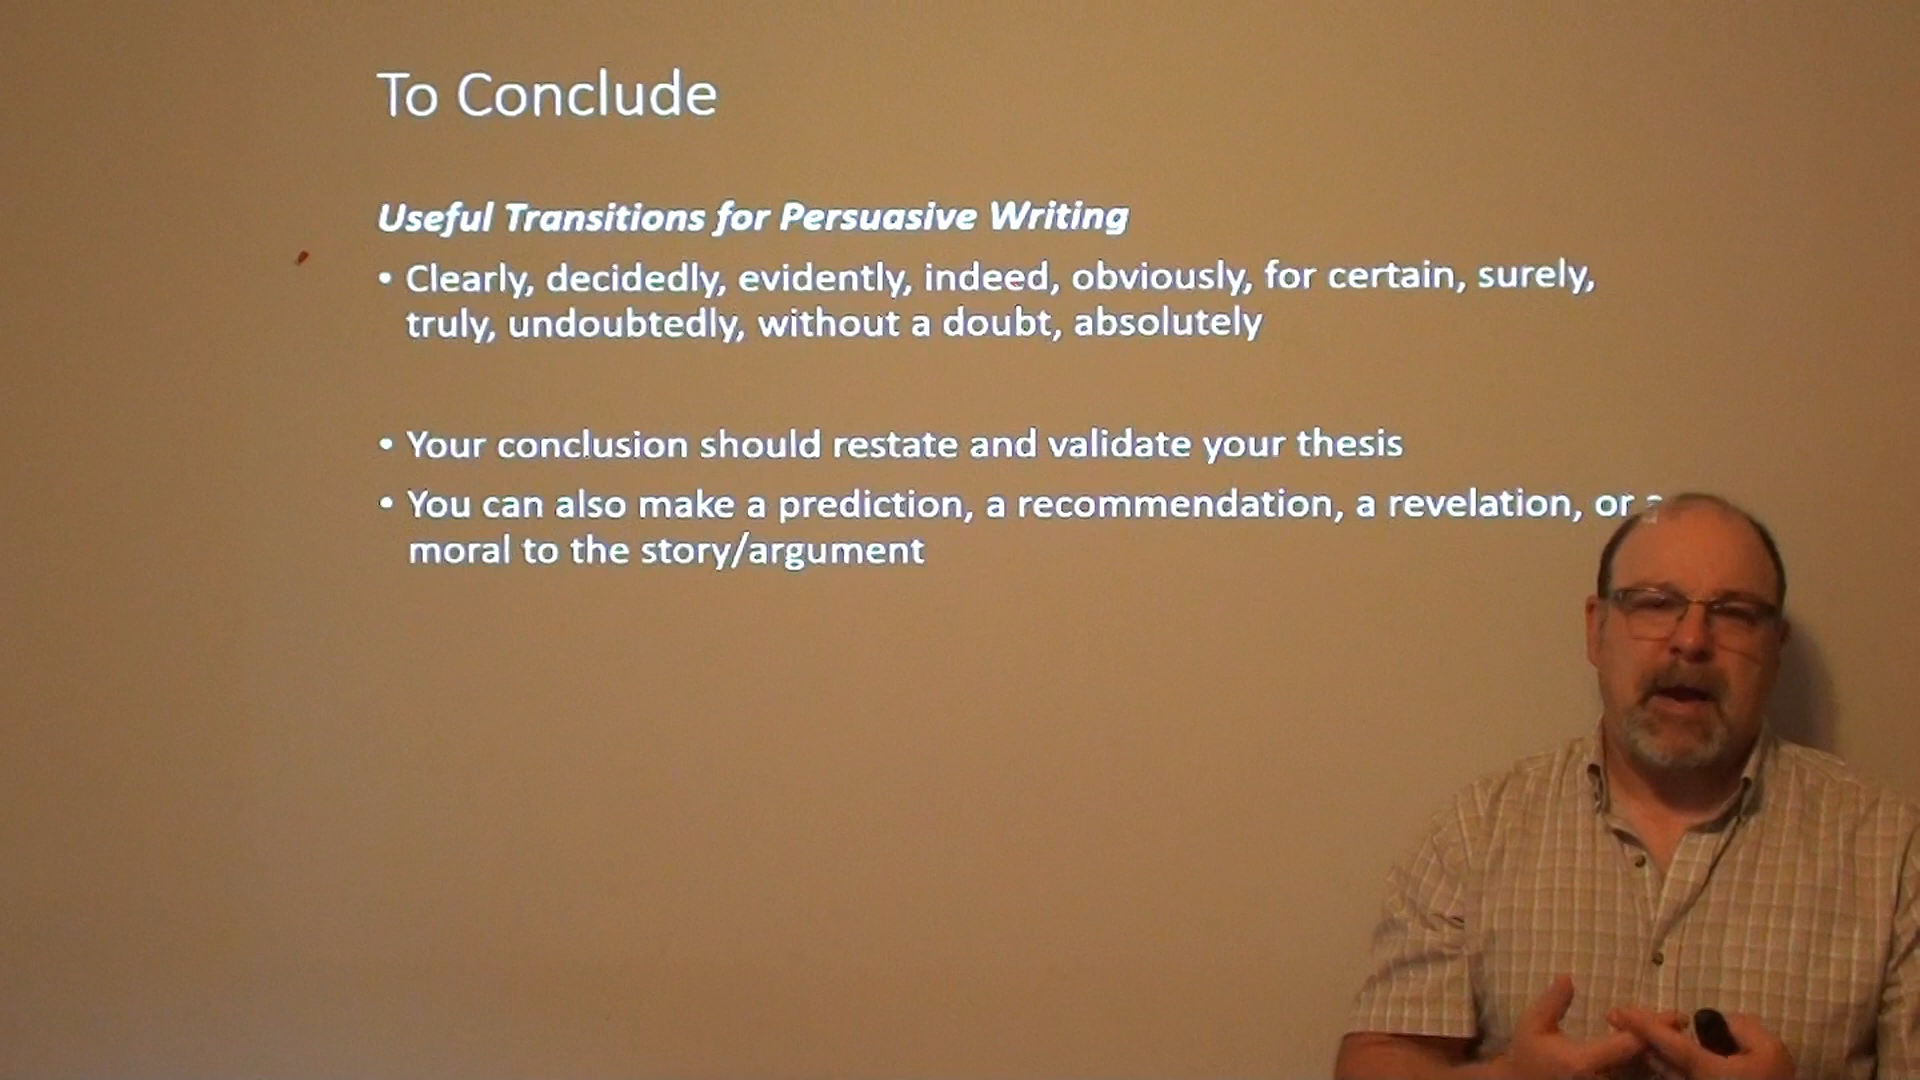 To Conclude
Useful Transitions for Persuasive Writing
• Clearly, decidedly, evidently, indeed, obviously, for certain, surely,
truly, undoubtedly, without a doubt, absolutely
• Your conclusion should restate and validate your thesis
• You can also make a prediction, a recommendation, a revelation, or a
moral to the story/argument